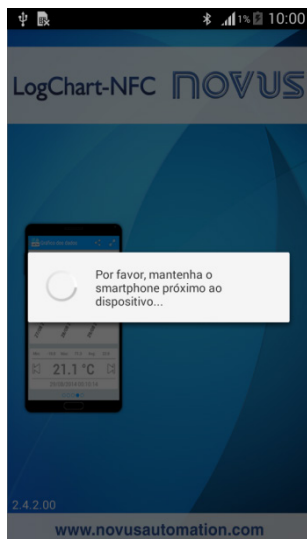 1% 10:00
LogChart-NFC NOVUS
Por favor, mantenha o
smartphone próximo ao
dispositivo...
21.1 °C
2.4.2.00
www.novusautomation.com